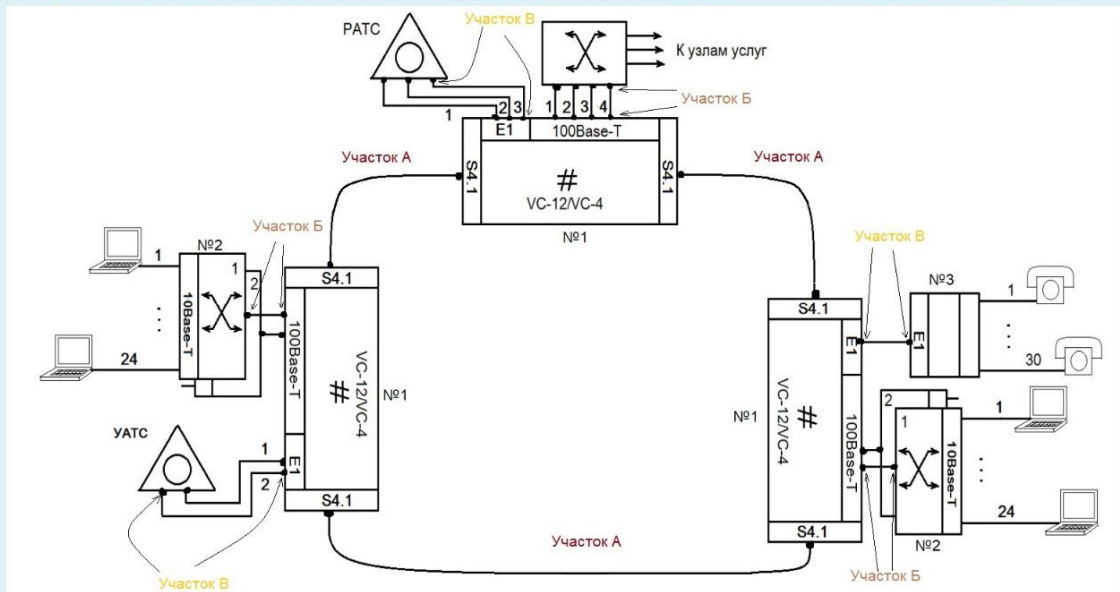 РАТС
Участок В
К узлам услуг
Участок Б
1
2
3
1
2
3
4
E1
100Base-T
Участок А
S4.1
#
VC-12/VC-4
S4.1
Участок А
№1
Участок Б
№2
1
1
2
10Base-T
24
S4.1
100Base-T
#
VC-12/VC-4
E1
S4.1
№1
УАТС
1
2
Участок В
Участок А
Участок В
№3
S4.1
E1
#
VC-12/VC-4
100Base-T
S4.1
№1
E1
1
30
2
1
10Base-T
1
24
№2
Участок Б